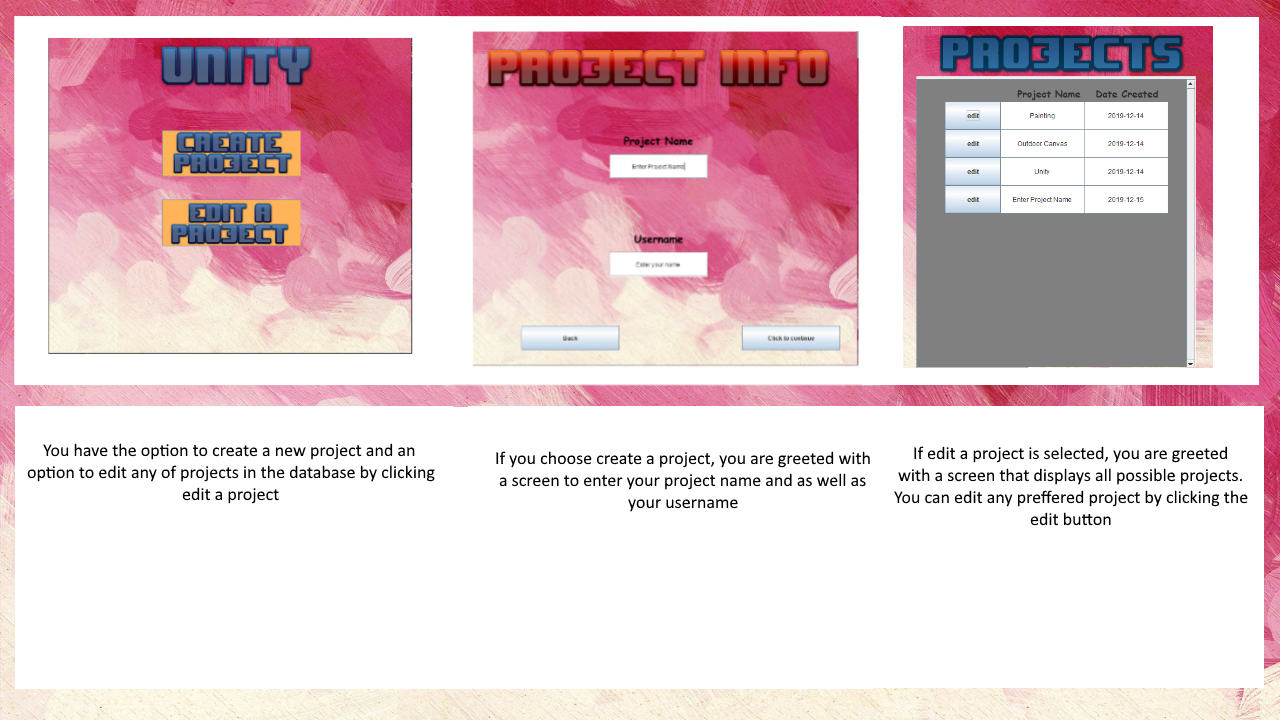 UNITY
CREATE
PROJECT
EDIT A
PROJECT
PROJECT INFO
Project Name
Enter Project Name
Username
Enter your name
Back
Click to continue
PROJECTS
Project Name Date Created
edit Painting 2019-12-14
edit Outdoor Canvas 2019-12-14
edit Unity 2019-12-14
edit Enter Project Name 2019-12-15
You have the option to create a new project and an
option to edit any of projects in the database by clicking
edit a project
If you choose create a project, you are greeted with
a screen to enter your project name and as well as
your username
If edit a project is selected, you are greeted
with a screen that displays all possible projects.
You can edit any preffered project by clicking the
edit button